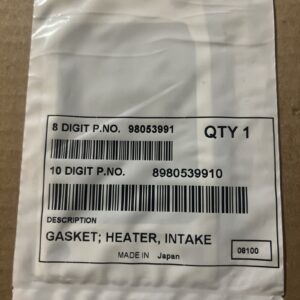 8 DIGIT P.NO. 98053991 QTY 1
10 DIGIT P.NO. 8980539910
DESCRIPTION
GASKET; HEATER, INTAKE
MADE IN Japan 08100